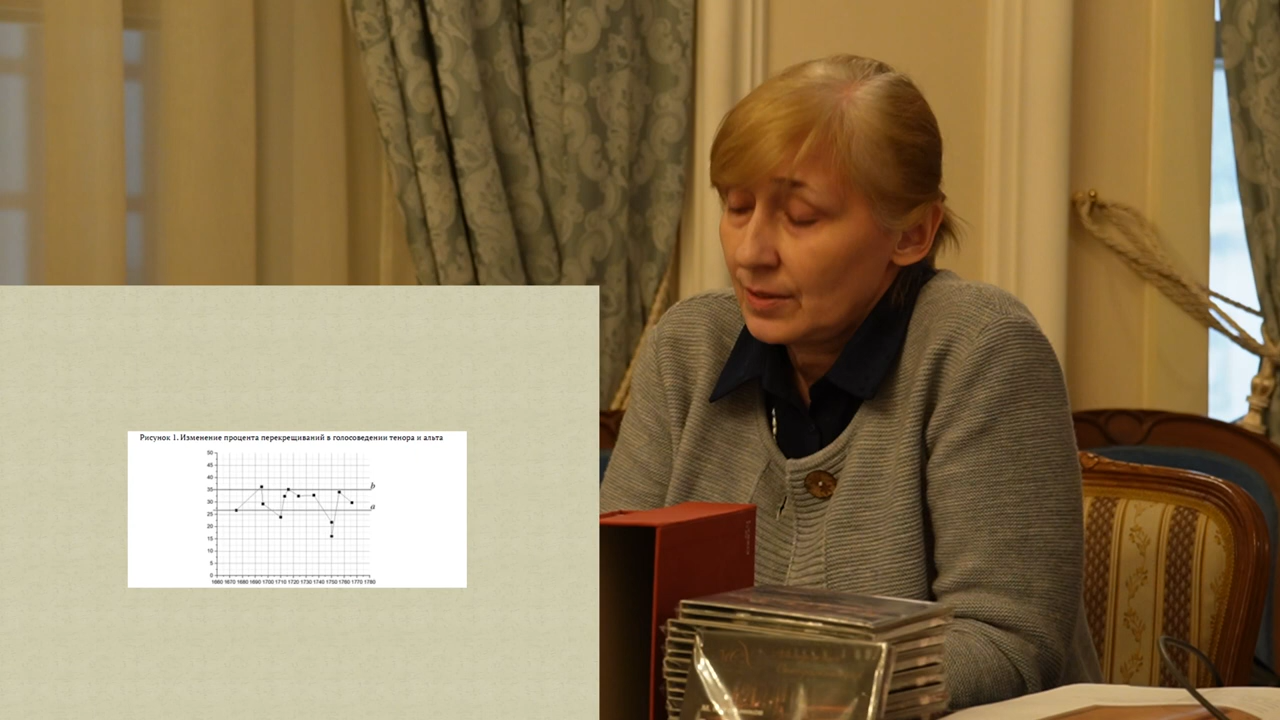 Рисунок 1. Изменение процента перекрещиваний в голосоведении тенора и альта
50
45
40
35
b
30
a
25
20
15
10
5
0
1660 1670 1680 1690 1700 1710 1720 1730 1740 1750 1760 1770 1780